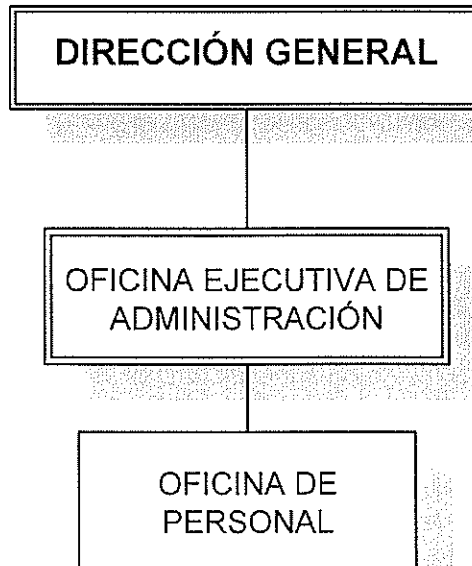 DIRECCIÓN GENERAL
OFICINA EJECUTIVA DE
ADMINISTRACIÓN
OFICINA DE
PERSONAL